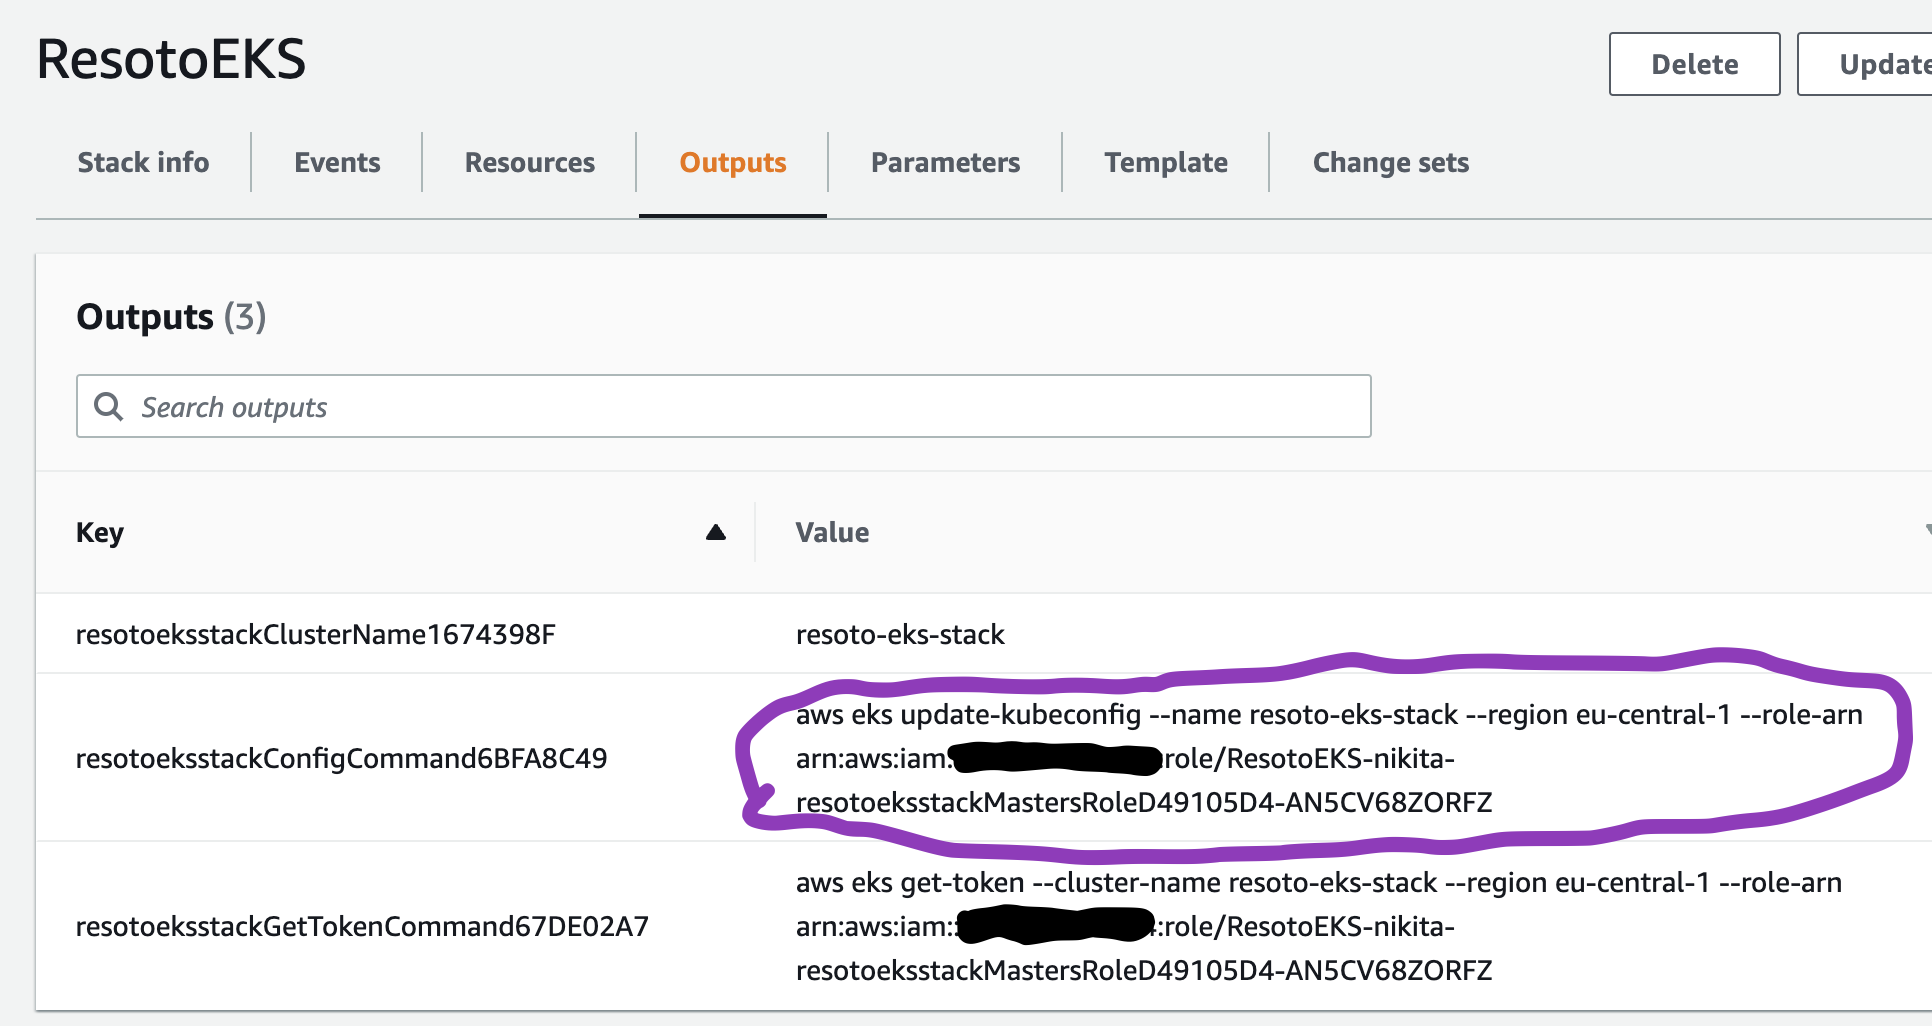 ResotoEKS
Delete
Update
Stack info
Events
Resources
Outputs
Parameters
Template
Change sets
Outputs (3)
Search outputs
Key
Value
resotoeksstackClusterName1674398F
resoto-eks-stack
resotoeksstackConfigCommand6BFA8C49
aws eks update-kubeconfig --name resoto-eks-stack --region eu-central-1 --role-arn
arn:aws:iam: :role/ResotoEKS-nikita-
resotoeksstackMastersRoleD49105D4-AN5CV68ZORFZ
resotoeksstackGetTokenCommand67DE02A7
aws eks get-token --cluster-name resoto-eks-stack --region eu-central-1 --role-arn
arn:aws:iam:: :role/ResotoEKS-nikita-
resotoeksstackMastersRoleD49105D4-AN5CV68ZORFZ